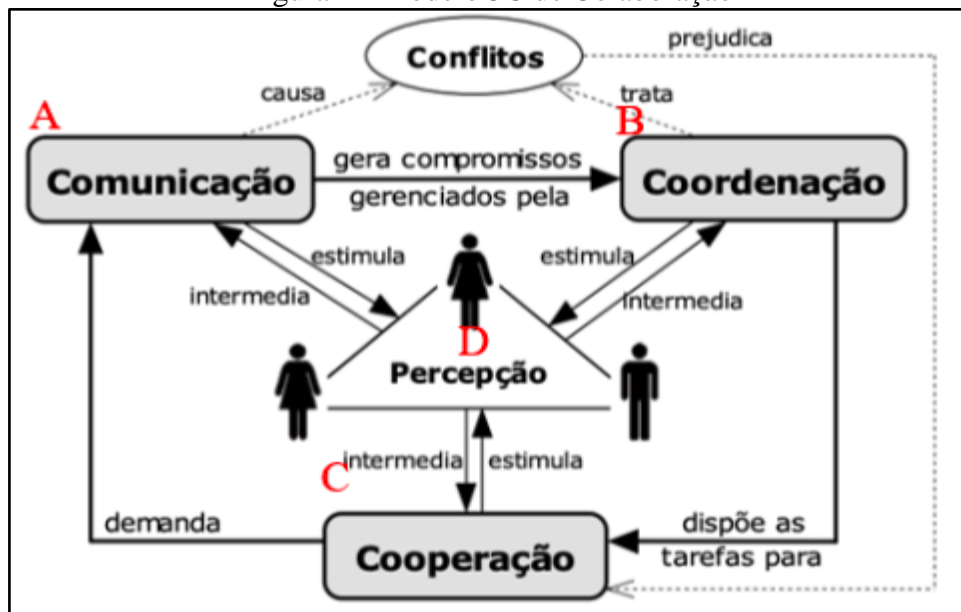 Conflitos
prejudica
causa
trata
A
B
Comunicação
gera compromissos
gerenciados pela
Coordenação
estimula
intermedia
estimula
intermedia
D
Percepção
C
intermedia
estimula
demanda
Cooperação
dispõe as
tarefas para